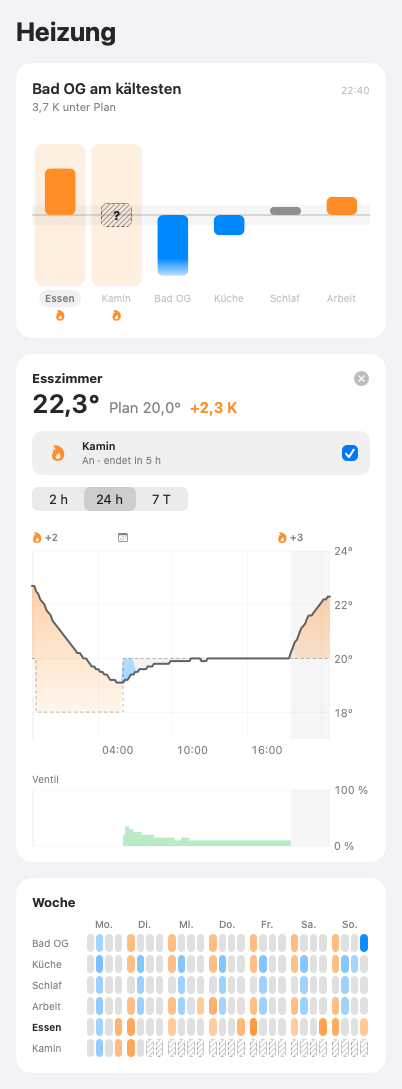 Heizung
Bad OG am kältesten 22:40
3,7 K unter Plan
?
Essen Kamin Bad OG Küche Schlaf Arbeit
Esszimmer
22,3° Plan 20,0° +2,3 K
Kamin
An · endet in 5 h
2 h 24 h 7 T
+2 +3
24°
22°
20°
18°
04:00 10:00 16:00
Ventil
100 %
0 %
Woche
Mo. Di. Mi. Do. Fr. Sa. So.
Bad OG
Küche
Schlaf
Arbeit
Essen
Kamin